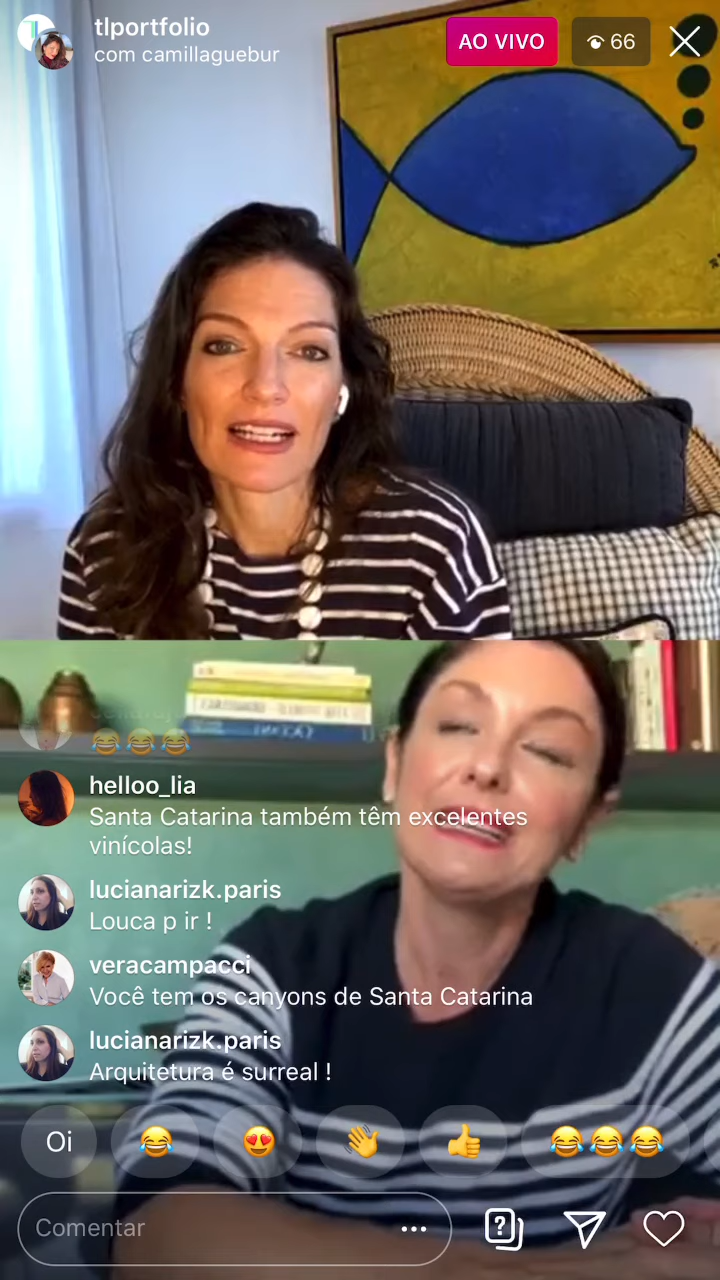 tlportfolio
com camillaguebur
AO VIVO
66
helloo_lia
Santa Catarina também têm excelentes
vinícolas!
lucianarizk.paris
Louca p ir !
veracampacci
Você tem os canyons de Santa Catarina
lucianarizk.paris
Arquitetura é surreal !
Oi
Comentar